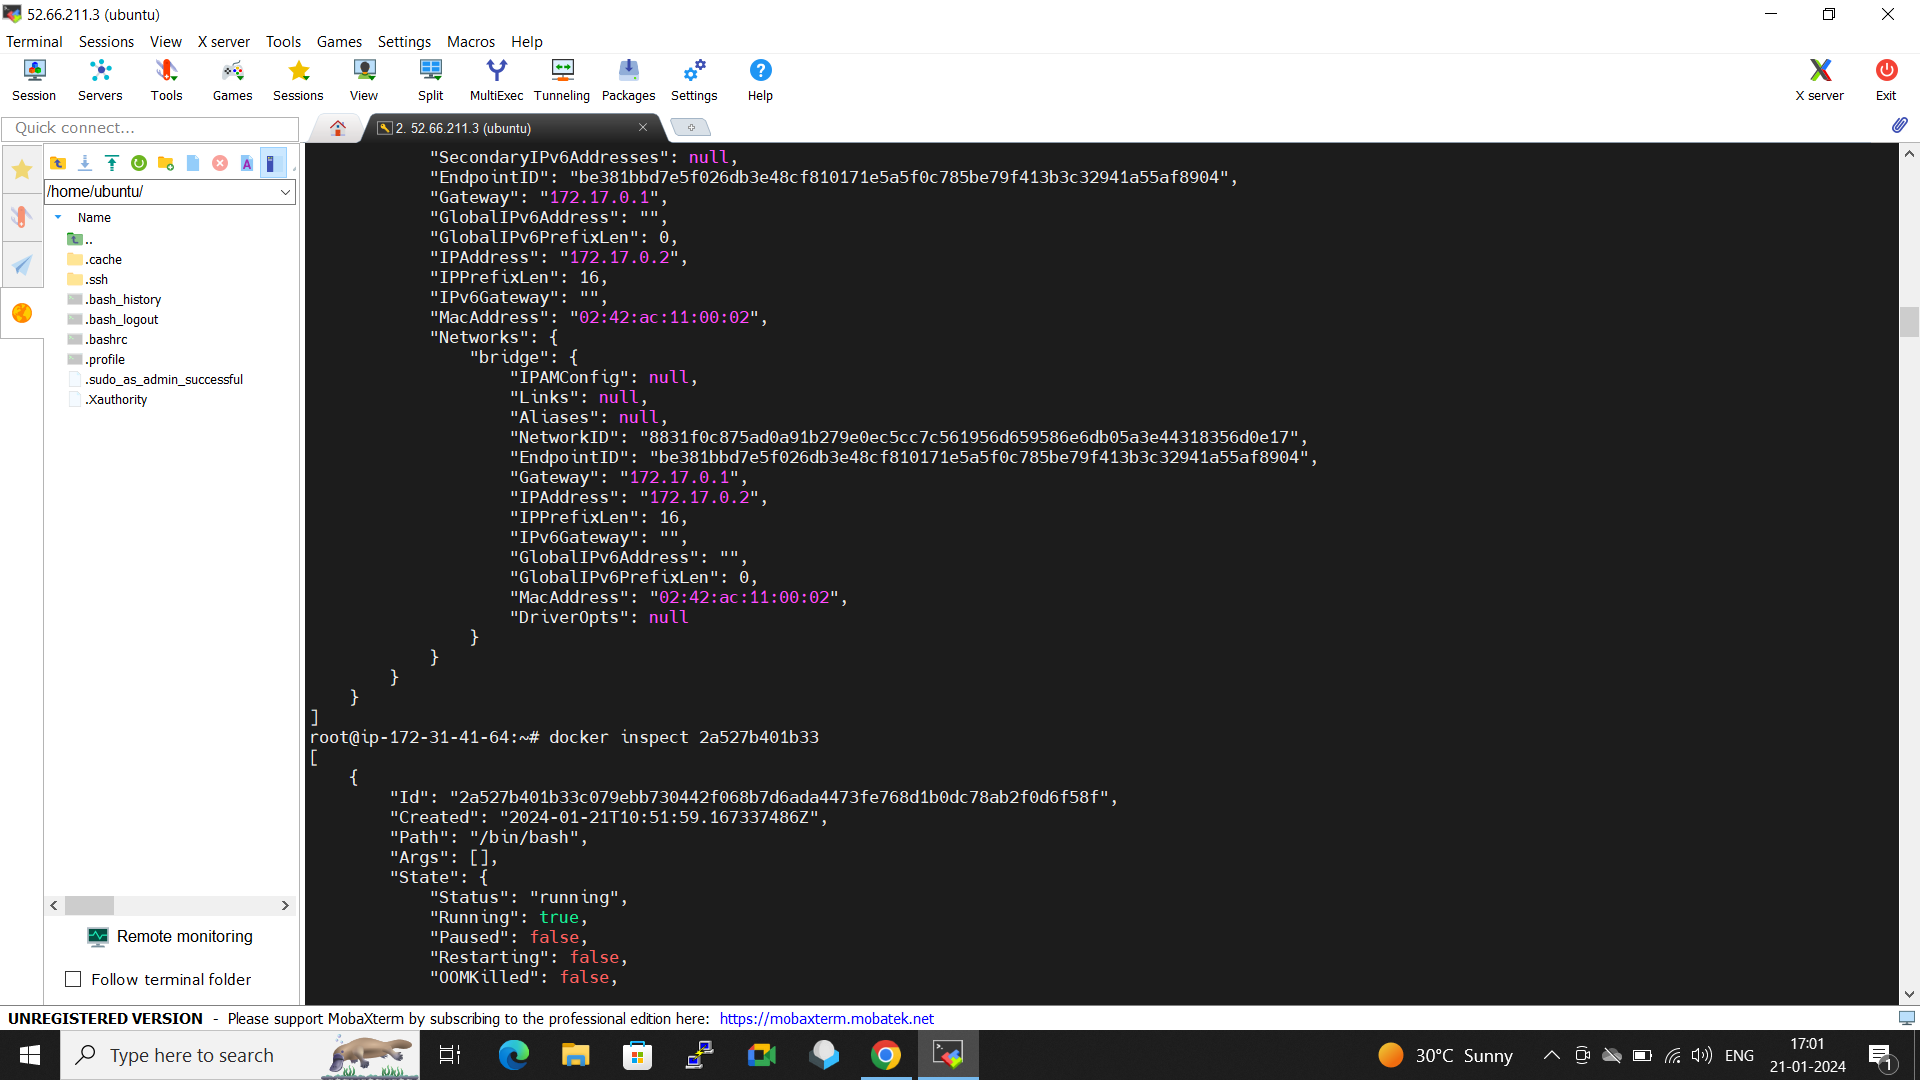 52.66.211.3 (ubuntu)
Terminal Sessions View X server Tools Games Settings Macros Help
Session Servers Tools Games Sessions View Split MultiExec Tunneling Packages Settings Help X server Exit
Quick connect...
2. 52.66.211.3 (ubuntu)
/home/ubuntu/
Name
..
.cache
.ssh
.bash_history
.bash_logout
.bashrc
.profile
.sudo_as_admin_successful
.Xauthority
Remote monitoring
Follow terminal folder
"SecondaryIPv6Addresses": null,
"EndpointID": "be381bbd7e5f026db3e48cf810171e5a5f0c785be79f413b3c32941a55af8904",
"Gateway": "172.17.0.1",
"GlobalIPv6Address": "",
"GlobalIPv6PrefixLen": 0,
"IPAddress": "172.17.0.2",
"IPPrefixLen": 16,
"IPv6Gateway": "",
"MacAddress": "02:42:ac:11:00:02",
"Networks": {
"bridge": {
"IPAMConfig": null,
"Links": null,
"Aliases": null,
"NetworkID": "8831f0c875ad0a91b279e0ec5cc7c561956d659586e6db05a3e44318356d0e17",
"EndpointID": "be381bbd7e5f026db3e48cf810171e5a5f0c785be79f413b3c32941a55af8904",
"Gateway": "172.17.0.1",
"IPAddress": "172.17.0.2",
"IPPrefixLen": 16,
"IPv6Gateway": "",
"GlobalIPv6Address": "",
"GlobalIPv6PrefixLen": 0,
"MacAddress": "02:42:ac:11:00:02",
"DriverOpts": null
}
}
}
}
]
root@ip-172-31-41-64:~# docker inspect 2a527b401b33
[
{
"Id": "2a527b401b33c079ebb730442f068b7d6ada4473fe768d1b0dc78ab2f0d6f58f",
"Created": "2024-01-21T10:51:59.167337486Z",
"Path": "/bin/bash",
"Args": [],
"State": {
"Status": "running",
"Running": true,
"Paused": false,
"Restarting": false,
"OOMKilled": false,
UNREGISTERED VERSION - Please support MobaXterm by subscribing to the professional edition here: https://mobaxterm.mobatek.net
Type here to search
30°C Sunny
ENG
17:01
21-01-2024
1